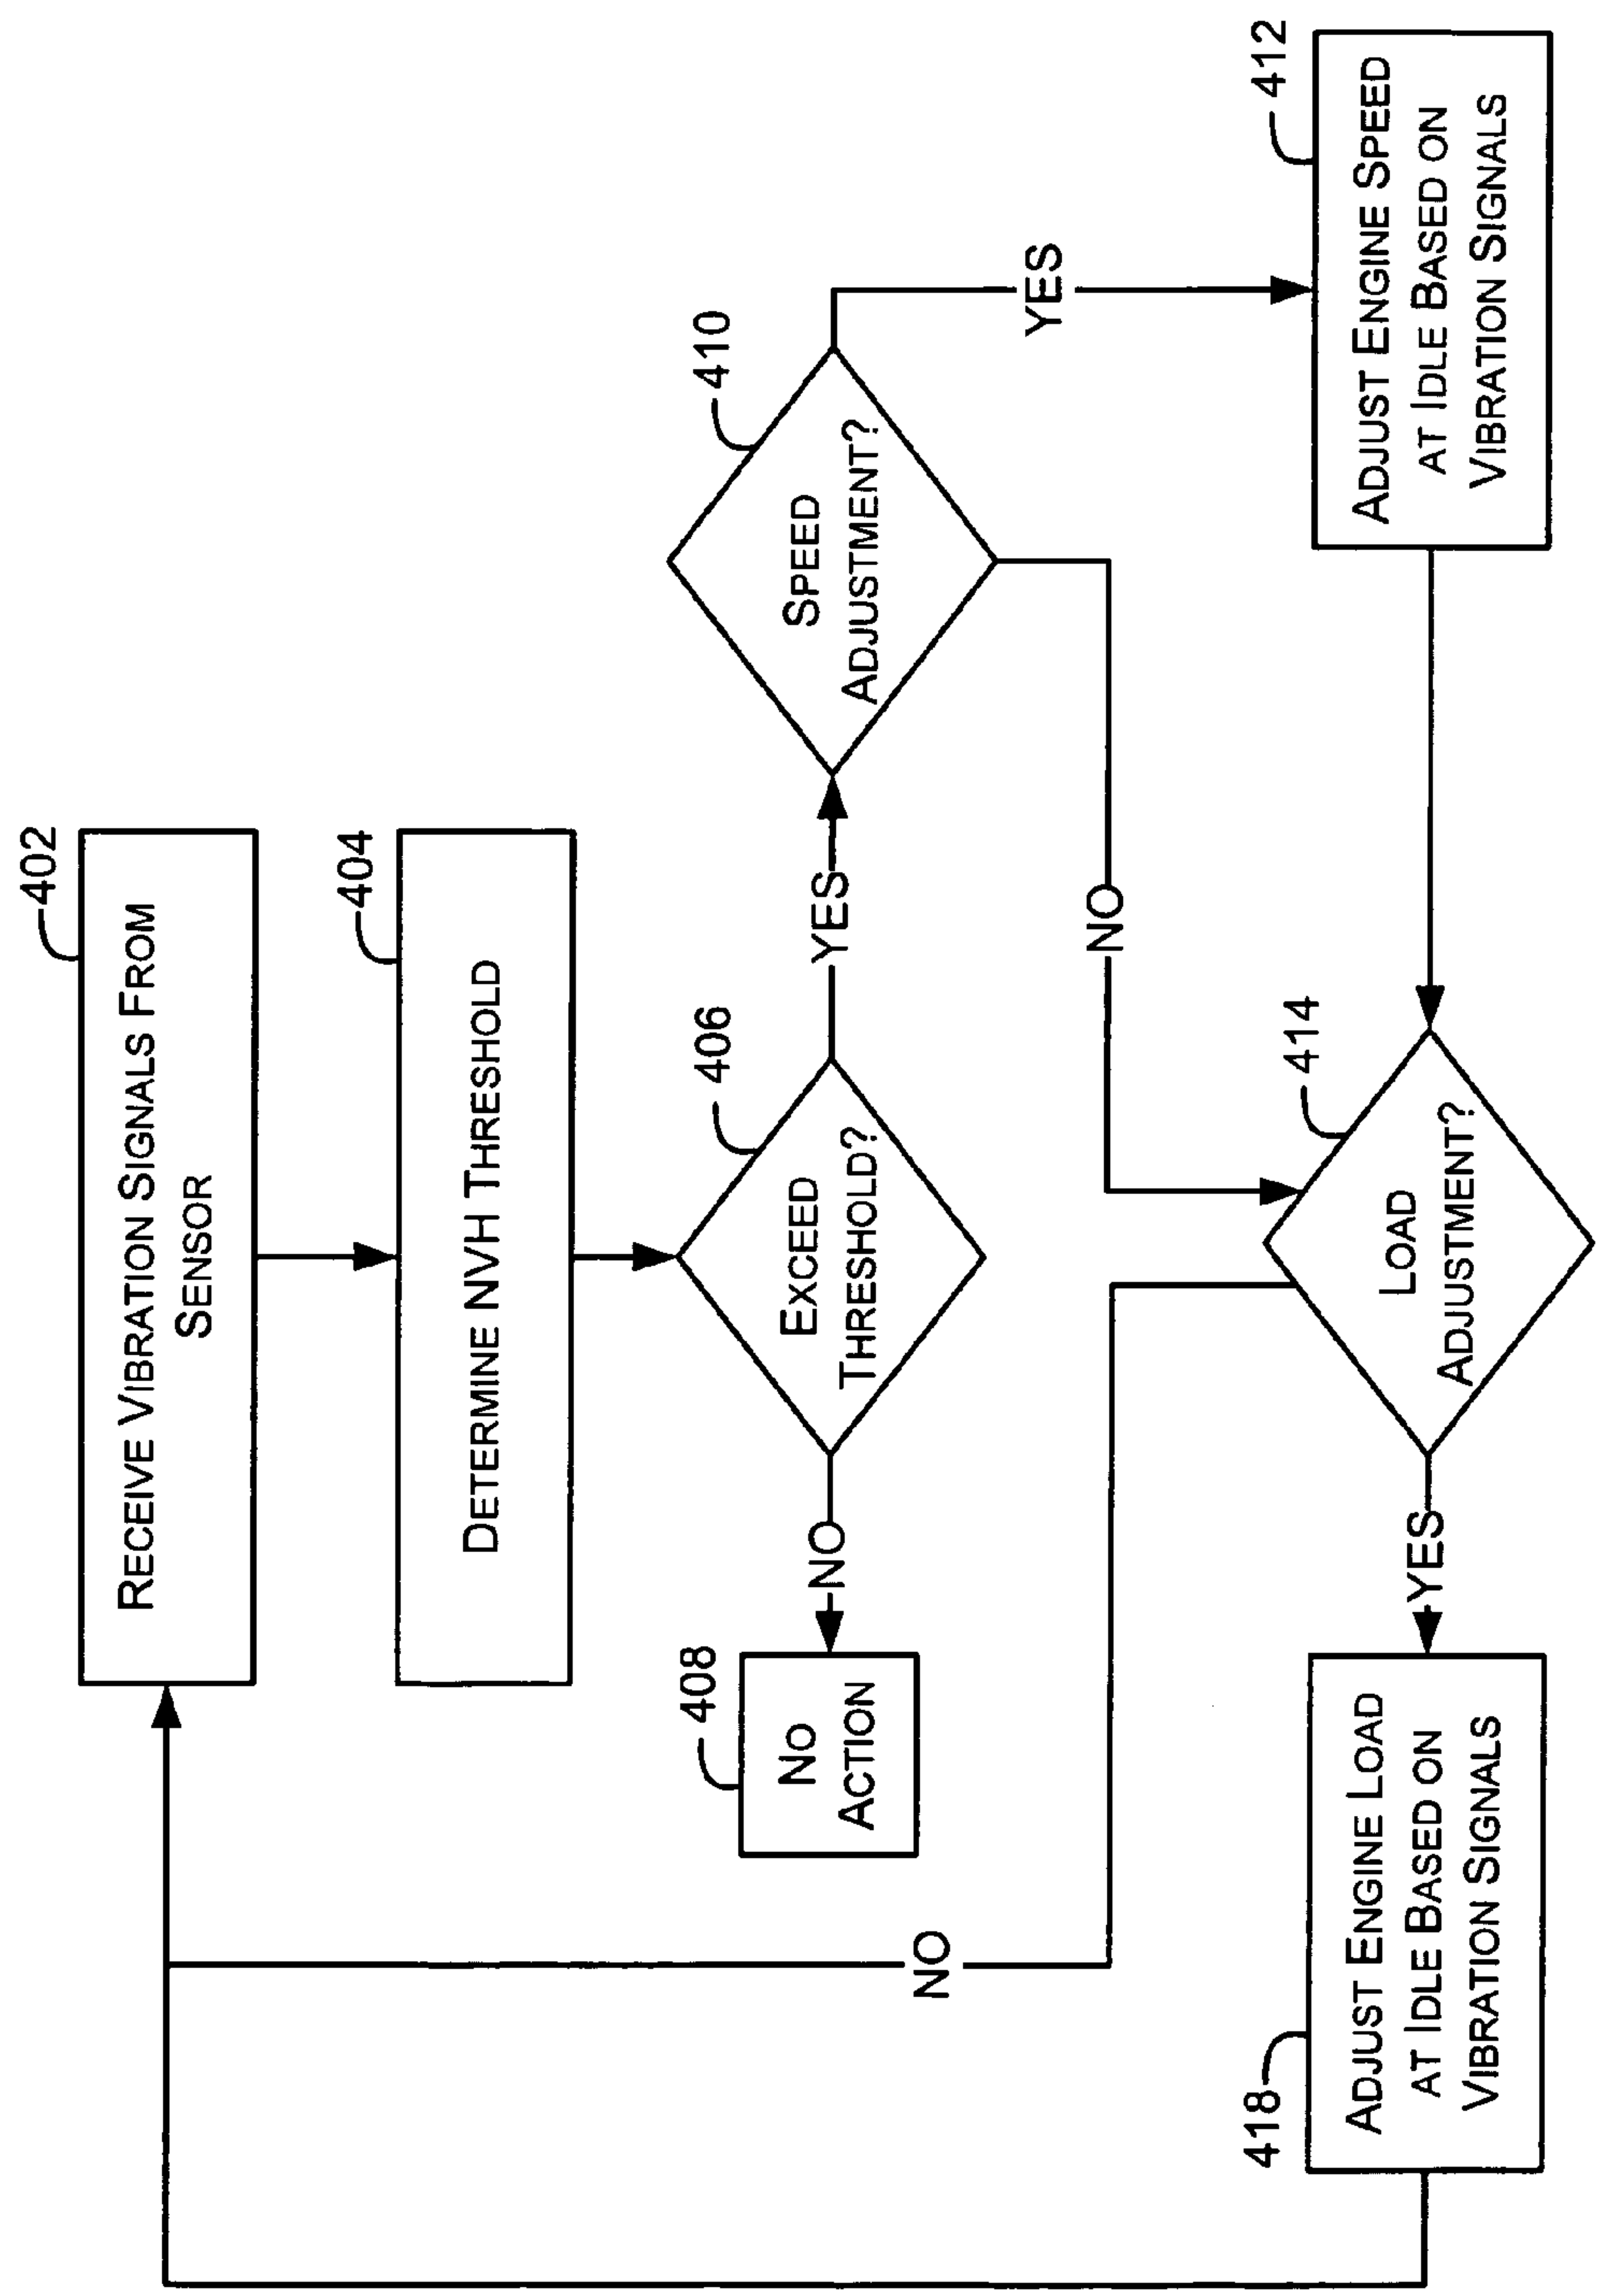 402
RECEIVE VIBRATION SIGNALS FROM
SENSOR
404
DETERMINE NVH THRESHOLD
406
EXCEED
THRESHOLD?
NO
408
NO
ACTION
YES
410
SPEED
ADJUSTMENT?
YES
412
ADJUST ENGINE SPEED
AT IDLE BASED ON
VIBRATION SIGNALS
NO
414
LOAD
ADJUSTMENT?
YES
418
ADJUST ENGINE LOAD
AT IDLE BASED ON
VIBRATION SIGNALS
NO